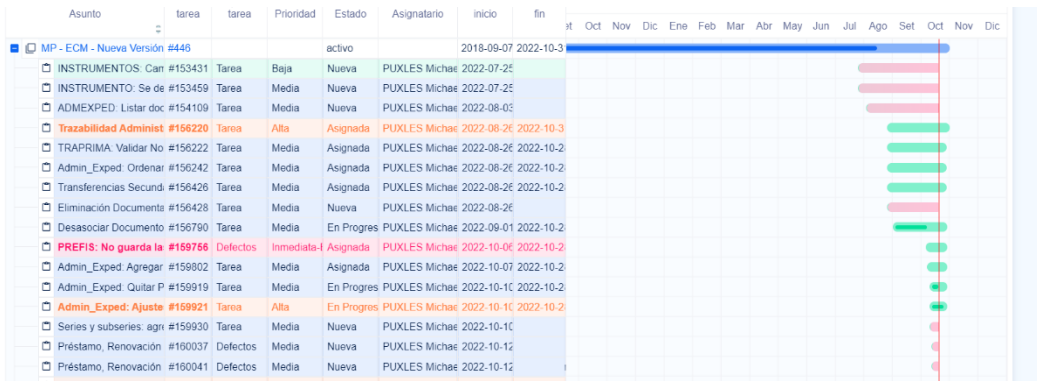 Asunto tarea tarea Prioridad Estado Asignatario inicio fin et Oct Nov Dic Ene Feb Mar Abr May Jun Jul Ago Set Oct Nov Dic
MP - ECM - Nueva Versión #446 activo 2018-09-07 2022-10-3
INSTRUMENTOS: Cam #153431 Tarea Baja Nueva PUXLES Michae 2022-07-25
INSTRUMENTO: Se de #153459 Tarea Media Nueva PUXLES Michae 2022-07-25
ADMEXPED: Listar doc #154109 Tarea Media Nueva PUXLES Michae 2022-08-03
Trazabilidad Administ #156220 Tarea Alta Asignada PUXLES Michae 2022-08-26 2022-10-3
TRAPRIMA: Validar No #156222 Tarea Media Asignada PUXLES Michae 2022-08-26 2022-10-2
Admin_Exped: Ordenar #156242 Tarea Media Asignada PUXLES Michae 2022-08-26 2022-10-2
Transferencias Secund #156426 Tarea Media Asignada PUXLES Michae 2022-08-26 2022-10-2
Eliminación Documenta #156428 Tarea Media Nueva PUXLES Michae 2022-08-26
Desasociar Documento #156790 Tarea Media En Progres PUXLES Michae 2022-09-01 2022-10-2
PREFIS: No guarda la #159756 Defectos Inmediata-I Asignada PUXLES Michae 2022-10-06 2022-10-2
Admin_Exped: Agregar #159802 Tarea Media Asignada PUXLES Michae 2022-10-07 2022-10-2
Admin_Exped: Quitar P #159919 Tarea Media En Progres PUXLES Michae 2022-10-10 2022-10-2
Admin_Exped: Ajuste #159921 Tarea Alta En Progres PUXLES Michae 2022-10-10 2022-10-2
Series y subseries: agre #159930 Tarea Media Nueva PUXLES Michae 2022-10-10
Préstamo, Renovación #160037 Defectos Media Nueva PUXLES Michae 2022-10-12
Préstamo, Renovación #160041 Defectos Media Nueva PUXLES Michae 2022-10-12